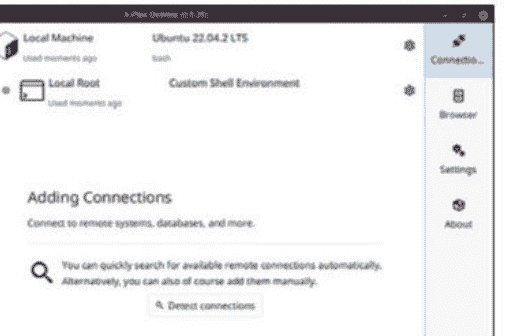 Local Machine
Ubuntu 22.04.2 LTS
Used moments ago
bash
Connectio...
Local Root
Custom Shell Environment
Used moments ago
Browser
Settings
Adding Connections
About
Connect to remote systems, databases, and more.
You can quickly search for available remote connections automatically.
Alternatively, you can also of course add them manually.
Detect connections